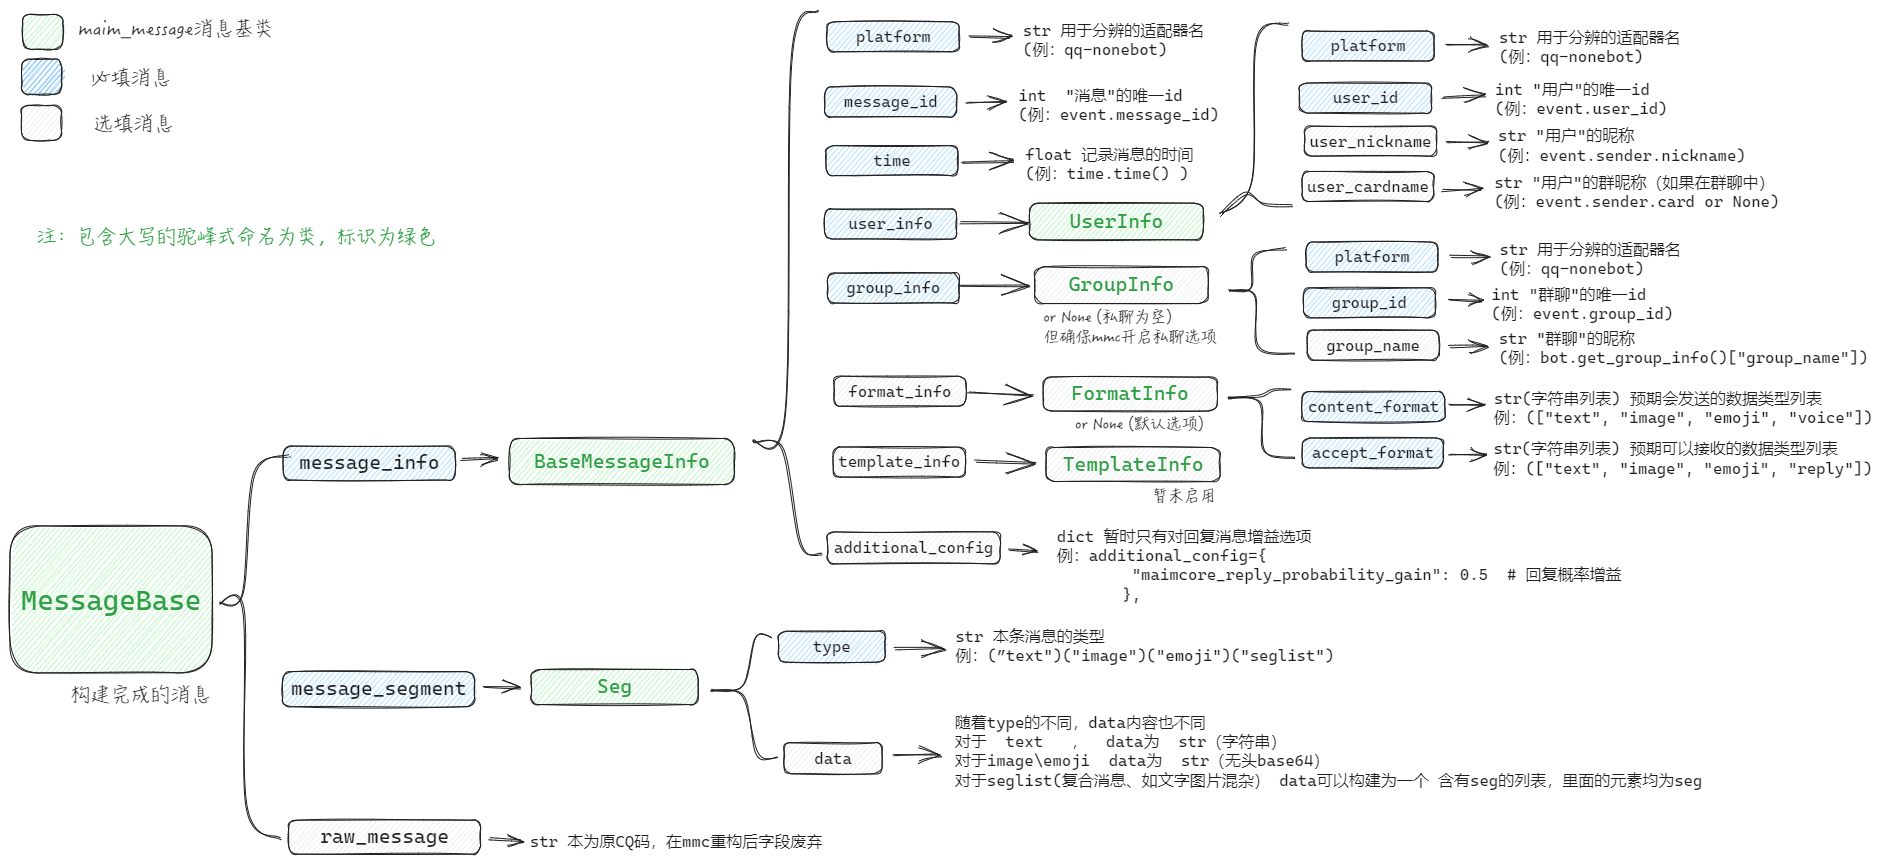 maim_message消息基类
必填消息
选填消息
注：包含大写的驼峰式命名为类，标识为绿色
MessageBase
构建完成的消息
message_info
BaseMessageInfo
platform
str 用于分辨的适配器名
(例：qq-nonebot)
message_id
int "消息"的唯一id
(例：event.message_id)
time
float 记录消息的时间
(例：time.time() )
user_info
UserInfo
platform
str 用于分辨的适配器名
(例：qq-nonebot)
user_id
int "用户"的唯一id
(例：event.user_id)
user_nickname
str "用户"的昵称
(例：event.sender.nickname)
user_cardname
str "用户"的群昵称（如果在群聊中）
(例：event.sender.card or None)
group_info
GroupInfo
or None (私聊为空)
但确保mmc开启私聊选项
platform
str 用于分辨的适配器名
(例：qq-nonebot)
group_id
int "群聊"的唯一id
(例：event.group_id)
group_name
str "群聊"的昵称
(例：bot.get_group_info()["group_name"])
format_info
FormatInfo
or None (默认选项)
content_format
str(字符串列表) 预期会发送的数据类型列表
例：(["text", "image", "emoji", "voice"])
accept_format
str(字符串列表) 预期可以接收的数据类型列表
例：(["text", "image", "emoji", "reply"])
template_info
TemplateInfo
暂未启用
additional_config
dict 暂时只有对回复消息增益选项
例：additional_config={
"maimcore_reply_probability_gain": 0.5 # 回复概率增益
},
message_segment
Seg
type
str 本条消息的类型
例：(”text")("image")("emoji")("seglist")
data
随着type的不同，data内容也不同
对于 text ， data为 str（字符串）
对于image\emoji data为 str（无头base64）
对于seglist(复合消息、如文字图片混杂） data可以构建为一个 含有seg的列表，里面的元素均为seg
raw_message
str 本为原CQ码，在mmc重构后字段废弃